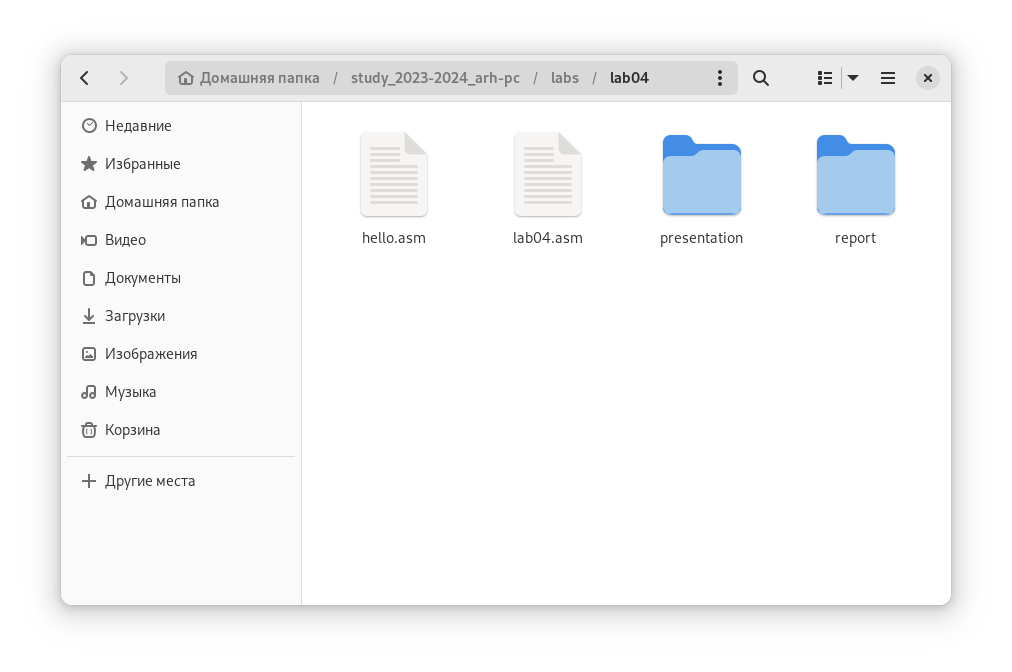 Домашняя папка / study_2023-2024_arh-pc / labs / lab04
Недавние
Избранные
Домашняя папка
Видео
Документы
Загрузки
Изображения
Музыка
Корзина
Другие места
hello.asm
lab04.asm
presentation
report